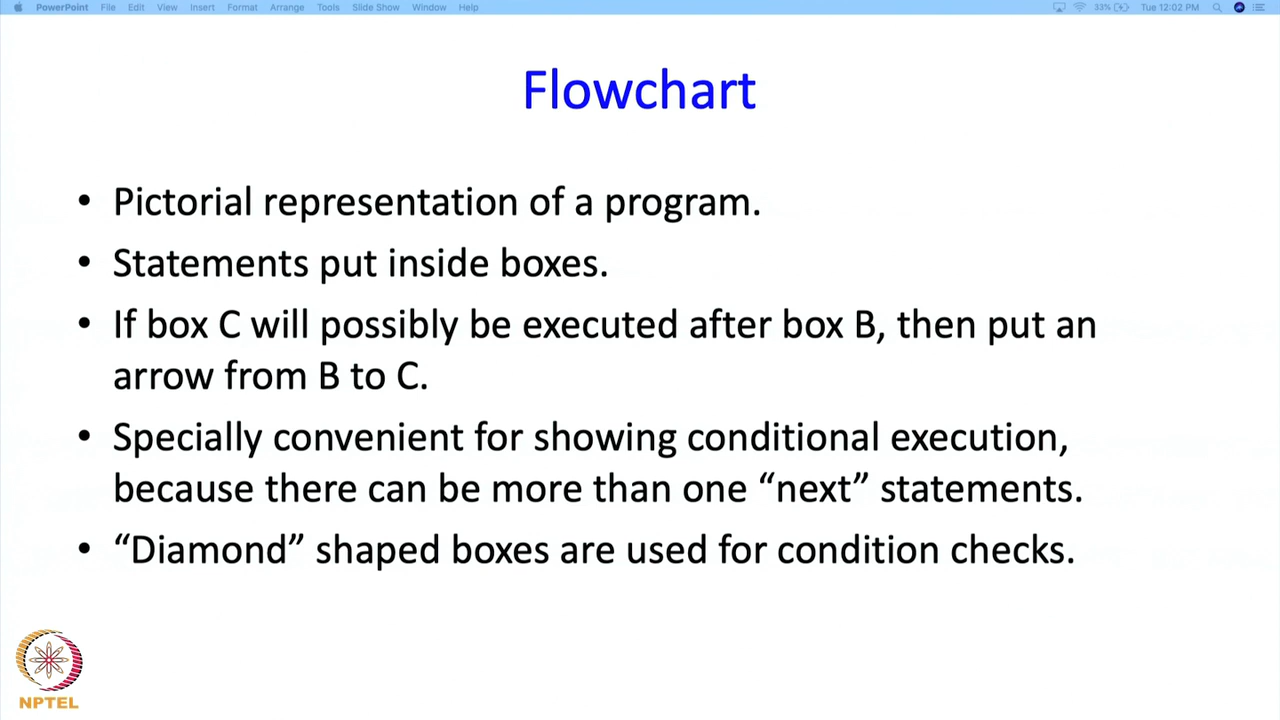 PowerPoint File Edit View Insert Format Arrange Tools Slide Show Window Help 33% Tue 12:02 PM
Flowchart
• Pictorial representation of a program.
• Statements put inside boxes.
• If box C will possibly be executed after box B, then put an
arrow from B to C.
• Specially convenient for showing conditional execution,
because there can be more than one “next” statements.
• “Diamond” shaped boxes are used for condition checks.
NPTEL